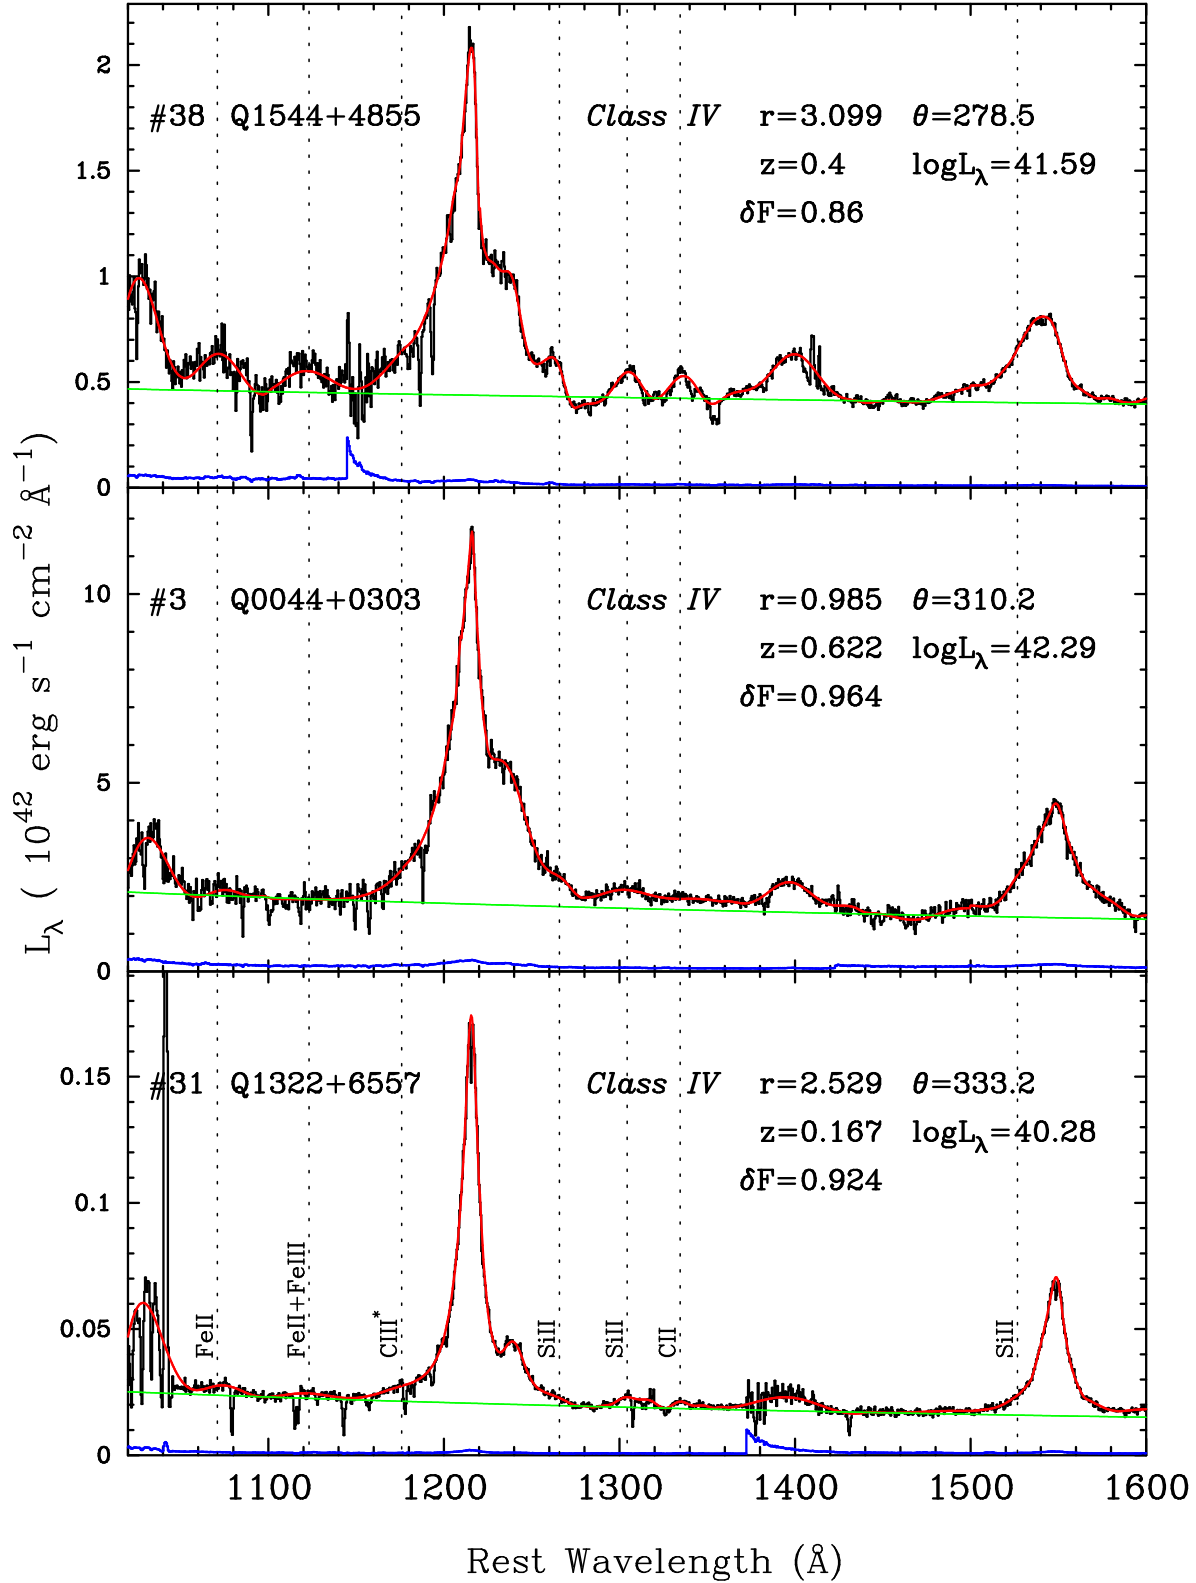 2
#38 Q1544+4855 Class IV r=3.099 θ=278.5
1.5 z=0.4 logLλ=41.59
δF=0.86
1
0.5
0
10
#3 Q0044+0303 Class IV r=0.985 θ=310.2
z=0.622 logLλ=42.29
δF=0.964
5
0
0.15
#31 Q1322+6557 Class IV r=2.529 θ=333.2
z=0.167 logLλ=40.28
δF=0.924
0.1
0.05
FeII
FeII+FeIII
CIII*
SiII
SiII
CII
SiII
0
1100 1200 1300 1400 1500 1600
Rest Wavelength (Å)
Lλ ( 10⁴² erg s⁻¹ cm⁻² Å⁻¹)